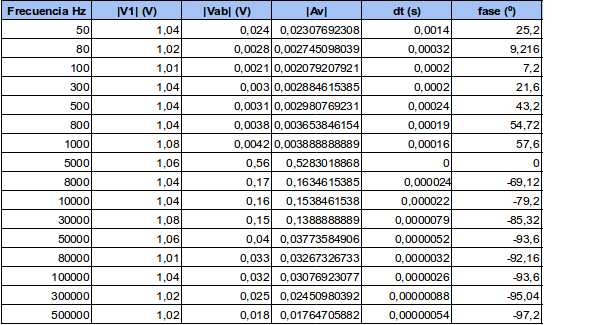 Frecuencia Hz |V1| (V) |Vab| (V) |Av| dt (s) fase (º)
50 1,04 0,024 0,02307692308 0,0014 25,2
80 1,02 0,0028 0,002745098039 0,00032 9,216
100 1,01 0,0021 0,002079207921 0,0002 7,2
300 1,04 0,003 0,002884615385 0,0002 21,6
500 1,04 0,0031 0,002980769231 0,00024 43,2
800 1,04 0,0038 0,003653846154 0,00019 54,72
1000 1,08 0,0042 0,003888888889 0,00016 57,6
5000 1,06 0,56 0,5283018868 0 0
8000 1,04 0,17 0,1634615385 0,000024 -69,12
10000 1,04 0,16 0,1538461538 0,000022 -79,2
30000 1,08 0,15 0,1388888889 0,0000079 -85,32
50000 1,06 0,04 0,03773584906 0,0000052 -93,6
80000 1,01 0,033 0,03267326733 0,0000032 -92,16
100000 1,04 0,032 0,03076923077 0,0000026 -93,6
300000 1,02 0,025 0,02450980392 0,00000088 -95,04
500000 1,02 0,018 0,01764705882 0,00000054 -97,2